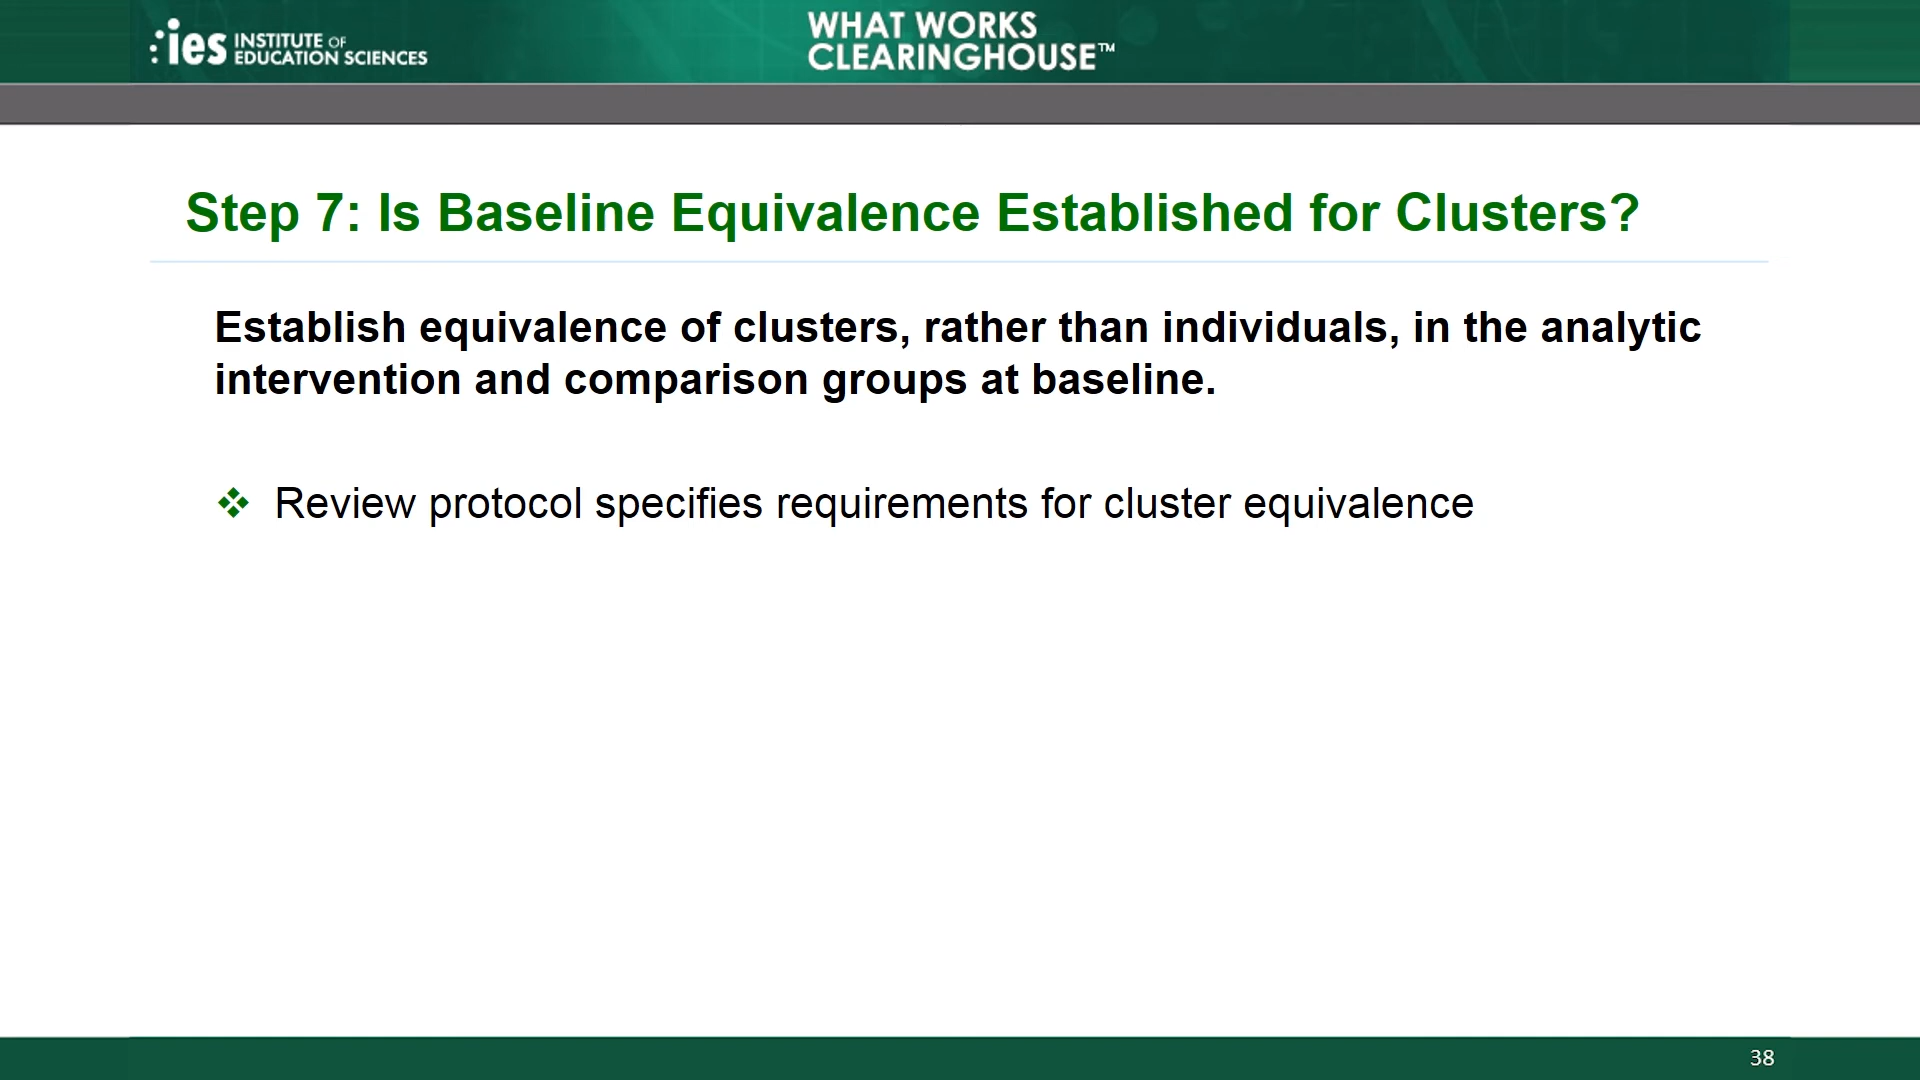 ies INSTITUTE OF
EDUCATION SCIENCES
WHAT WORKS
CLEARINGHOUSE™
Step 7: Is Baseline Equivalence Established for Clusters?
Establish equivalence of clusters, rather than individuals, in the analytic
intervention and comparison groups at baseline.
❖ Review protocol specifies requirements for cluster equivalence
38